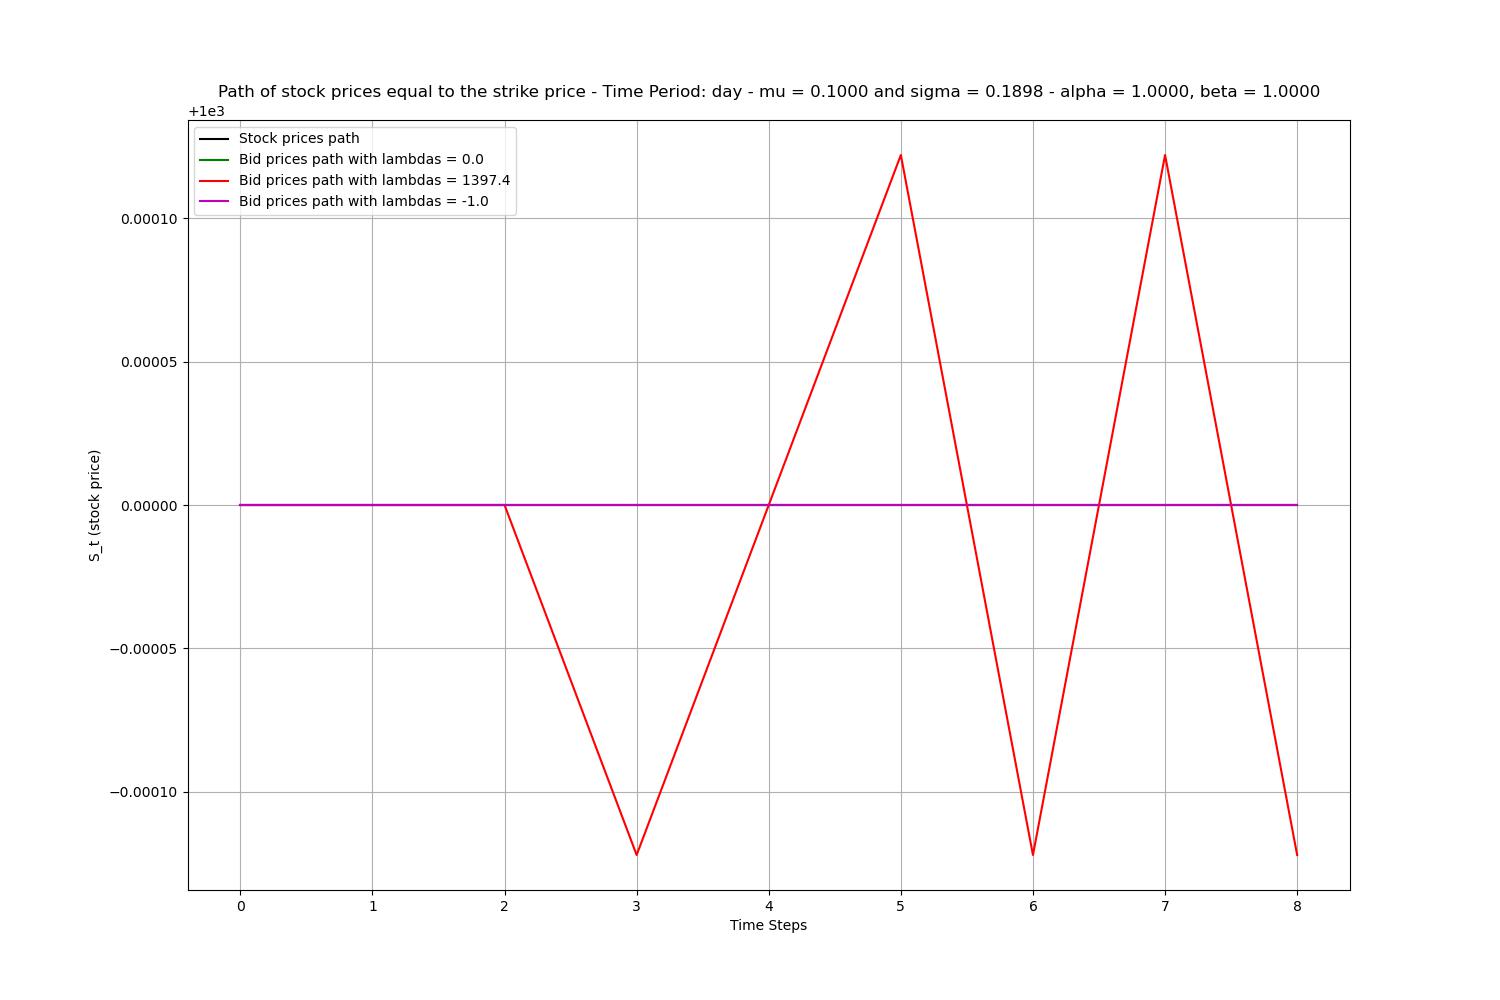 Path of stock prices equal to the strike price - Time Period: day - mu = 0.1000 and sigma = 0.1898 - alpha = 1.0000, beta = 1.0000
+1e3
Stock prices path
Bid prices path with lambdas = 0.0
Bid prices path with lambdas = 1397.4
Bid prices path with lambdas = -1.0
0.00010
0.00005
0.00000
−0.00005
−0.00010
S_t (stock price)
0 1 2 3 4 5 6 7 8
Time Steps